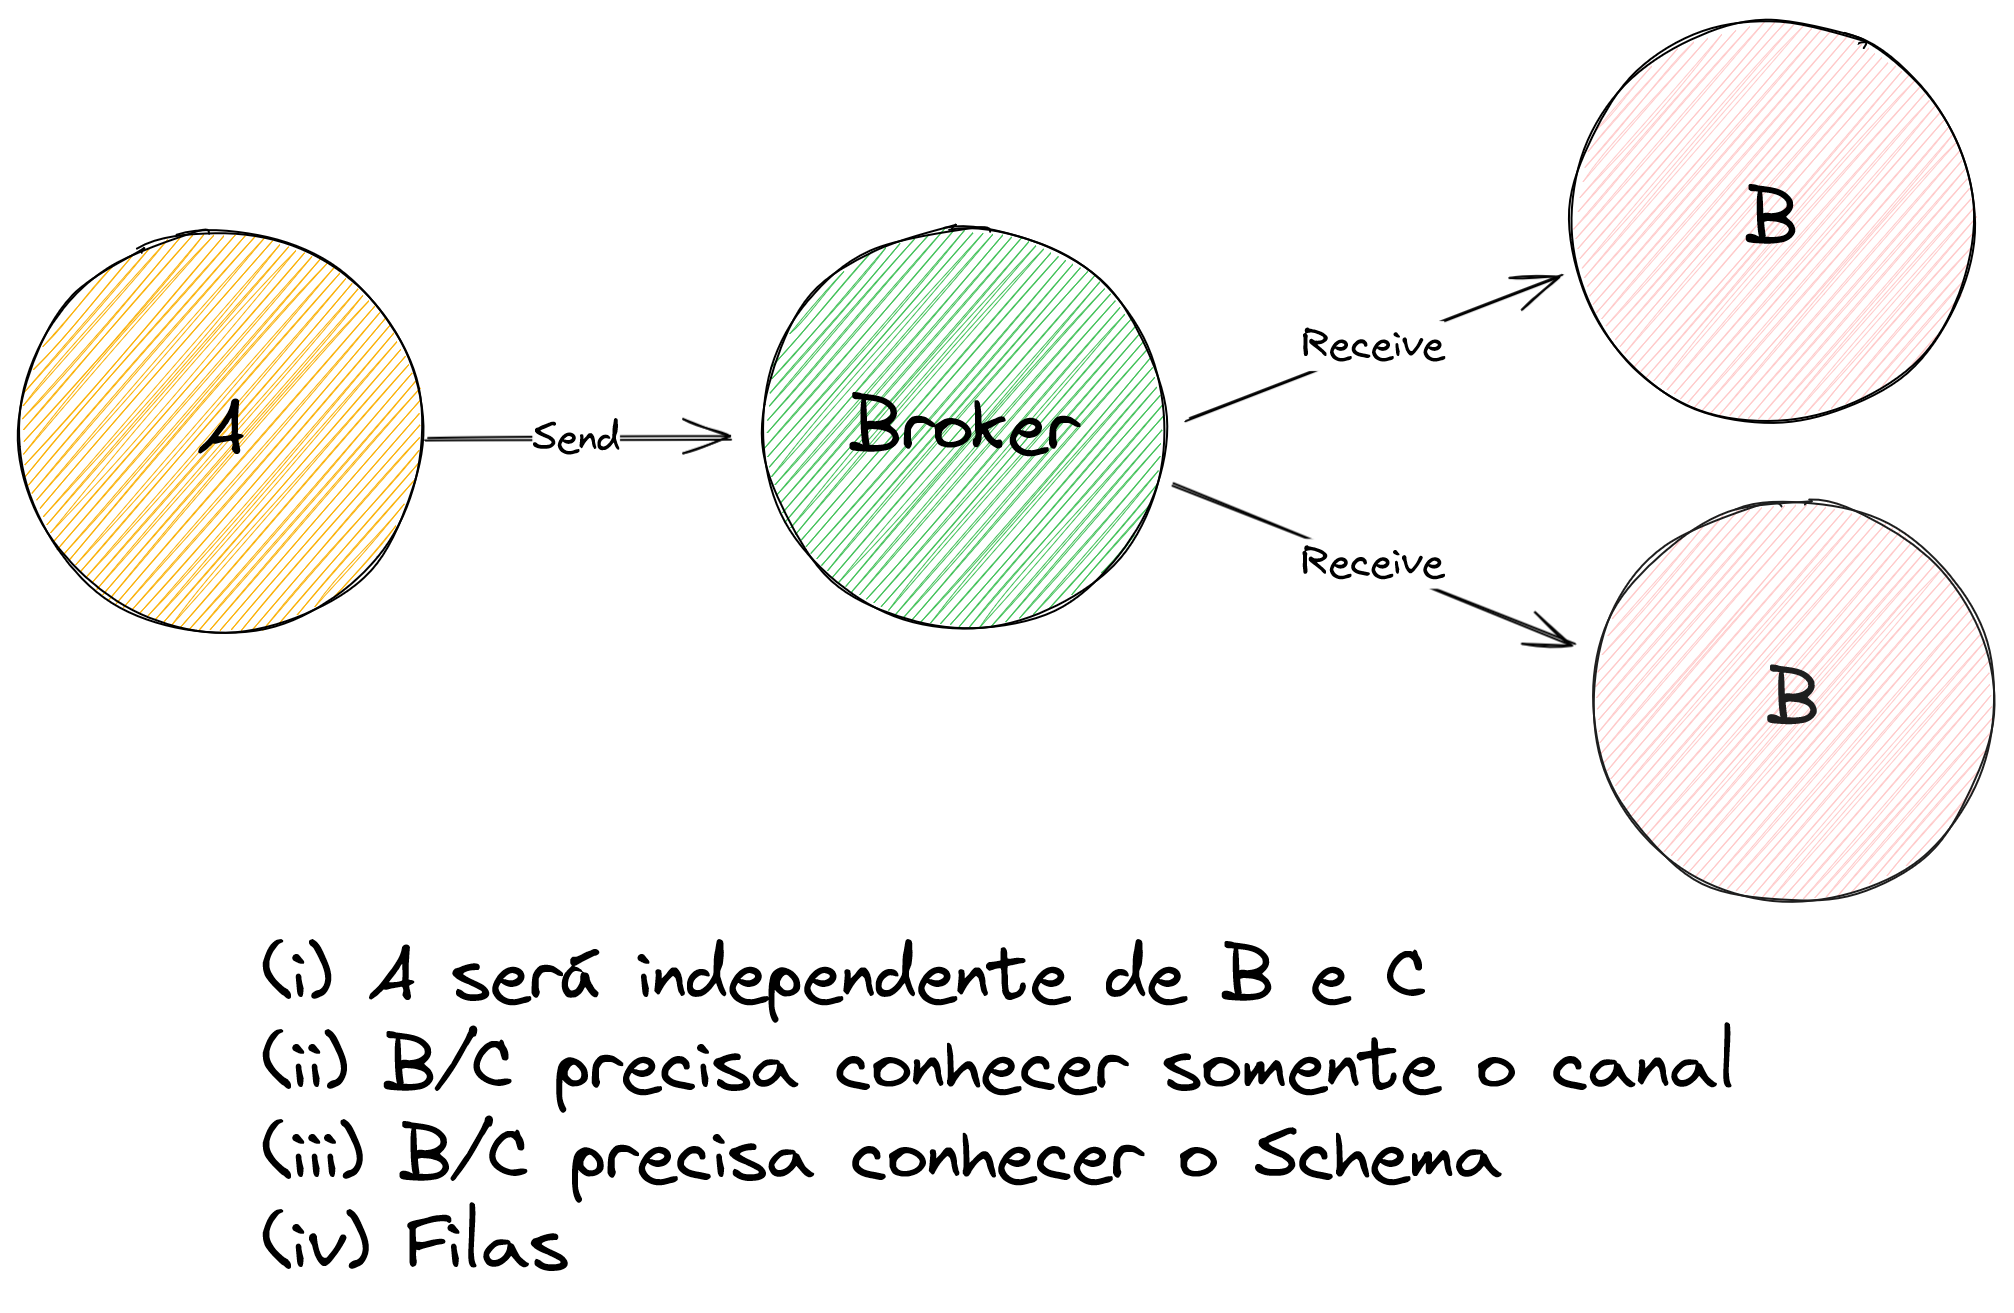 A
Send
Broker
Receive
B
Receive
B
(i) A será independente de B e C
(ii) B/C precisa conhecer somente o canal
(iii) B/C precisa conhecer o Schema
(iv) Filas